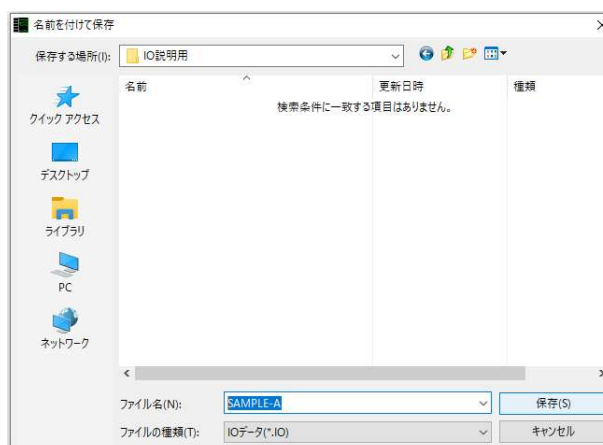 名前を付けて保存
保存する場所(I): IO説明用
名前 更新日時 種類
検索条件に一致する項目はありません。
クイック アクセス
デスクトップ
ライブラリ
PC
ネットワーク
ファイル名(N): SAMPLE-A 保存(S)
ファイルの種類(T): IOデータ(*.IO) キャンセル